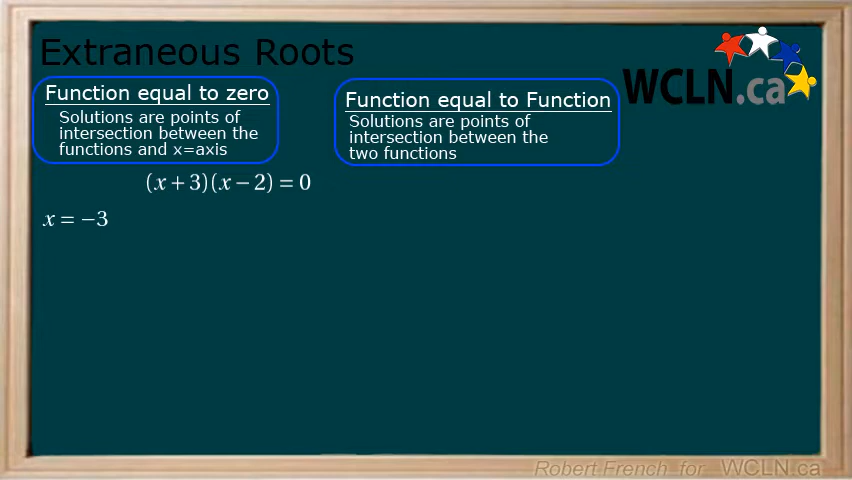 Extraneous Roots
Function equal to zero
Solutions are points of
intersection between the
functions and x=axis
Function equal to Function
Solutions are points of
intersection between the
two functions
WCLN.ca
(x + 3)(x − 2) = 0
x = −3
Robert French for WCLN.ca